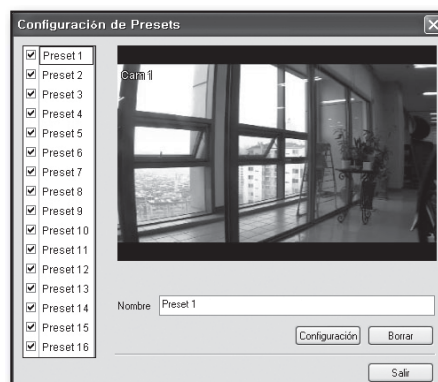 Configuración de Presets
Preset 1
Preset 2
Preset 3
Preset 4
Preset 5
Preset 6
Preset 7
Preset 8
Preset 9
Preset 10
Preset 11
Preset 12
Preset 13
Preset 14
Preset 15
Preset 16
Cam 1
Nombre Preset 1
Configuración Borrar
Salir